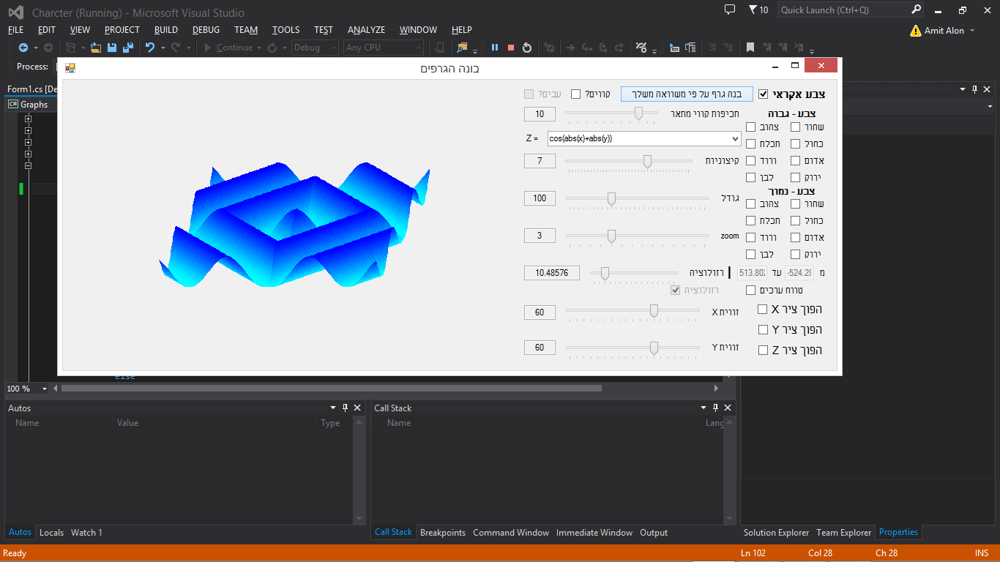 Charcter (Running) - Microsoft Visual Studio
10
Quick Launch (Ctrl+Q)
FILE EDIT VIEW PROJECT BUILD DEBUG TEAM TOOLS TEST ANALYZE WINDOW HELP
Amit Alon
Continue Debug Any CPU
Process:
בונה הגרפים
Form1.cs [De
C# Graphs
צבע אקראי בנה גרף על פי משוואה משלך קווים? עבים?
צבע - גבוה
שחור צהוב
כחול תכלת
אדום ורוד
ירוק לבן
צבע - נמוך
שחור צהוב
כחול תכלת
אדום ורוד
ירוק לבן
תכיפות קווי מתאר 10
Z = cos(abs(x)+abs(y))
קיצוניות 7
גודל 100
zoom 3
מ -524.28 עד 513.802
רזולוציה 10.48576
טווח ערכים רזולוציה
הפוך ציר X
הפוך ציר Y
הפוך ציר Z
זווית X 60
זווית Y 60
else
100 %
Autos
Name Value Type
Call Stack
Name Lang
Autos Locals Watch 1
Call Stack Breakpoints Command Window Immediate Window Output
Solution Explorer Team Explorer Properties
Ready Ln 102 Col 28 Ch 28 INS